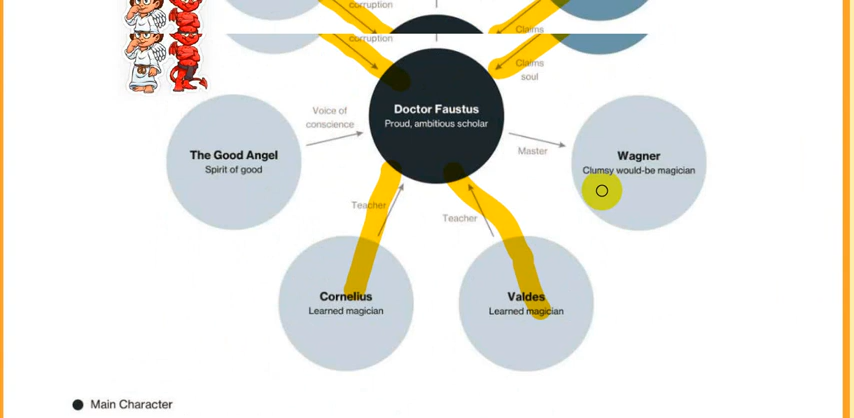 corruption
Claims
corruption
Claims
soul
Doctor Faustus
Proud, ambitious scholar
Voice of
conscience
The Good Angel
Spirit of good
Master
Wagner
Clumsy would-be magician
Teacher
Teacher
Cornelius
Learned magician
Valdes
Learned magician
Main Character